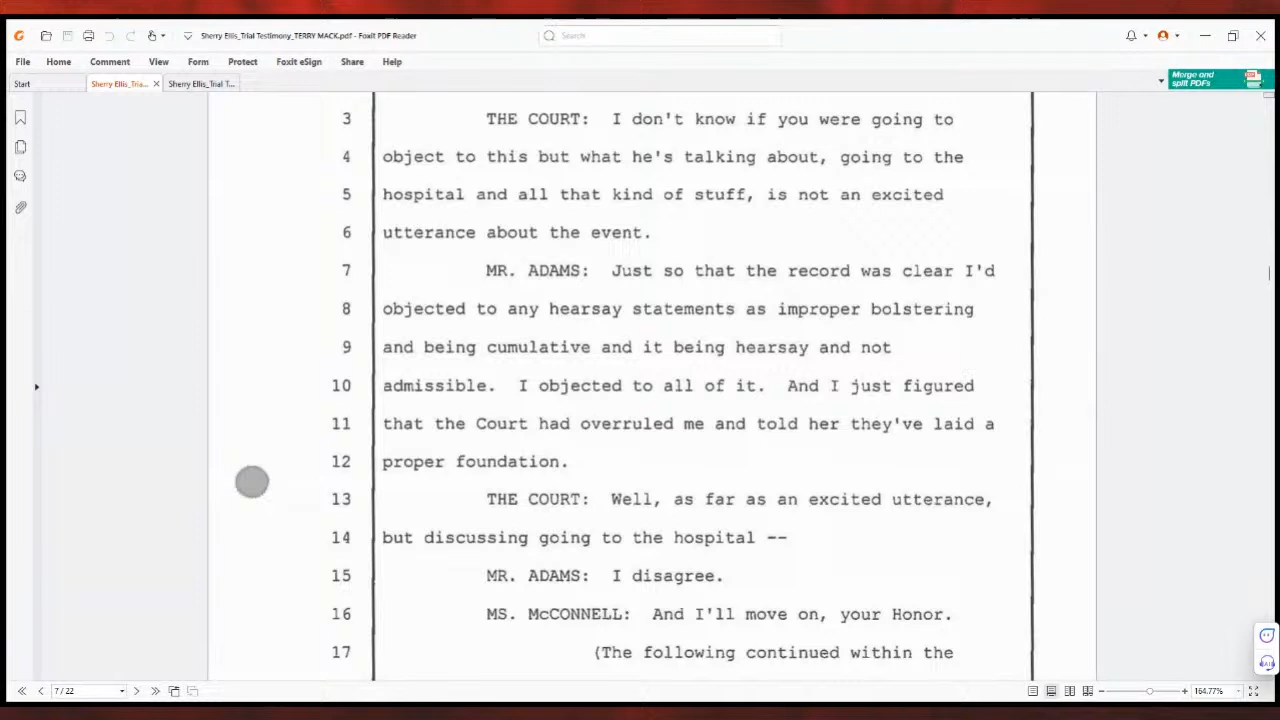 Sherry Ellis_Trial Testimony_TERRY MACK.pdf - Foxit PDF Reader
Search
File Home Comment View Form Protect Foxit eSign Share Help
Start Sherry Ellis_Tria... Sherry Ellis_Trial T...
Merge and
split PDFs
3 THE COURT: I don't know if you were going to
4 object to this but what he's talking about, going to the
5 hospital and all that kind of stuff, is not an excited
6 utterance about the event.
7 MR. ADAMS: Just so that the record was clear I'd
8 objected to any hearsay statements as improper bolstering
9 and being cumulative and it being hearsay and not
10 admissible. I objected to all of it. And I just figured
11 that the Court had overruled me and told her they've laid a
12 proper foundation.
13 THE COURT: Well, as far as an excited utterance,
14 but discussing going to the hospital --
15 MR. ADAMS: I disagree.
16 MS. McCONNELL: And I'll move on, your Honor.
17 (The following continued within the
7 / 22
164.77%